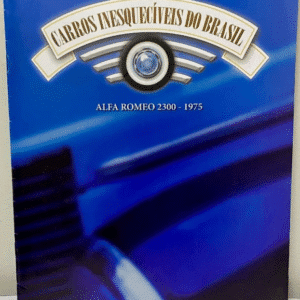 CARROS INESQUECÍVEIS DO BRASIL
ALFA ROMEO 2300 - 1975